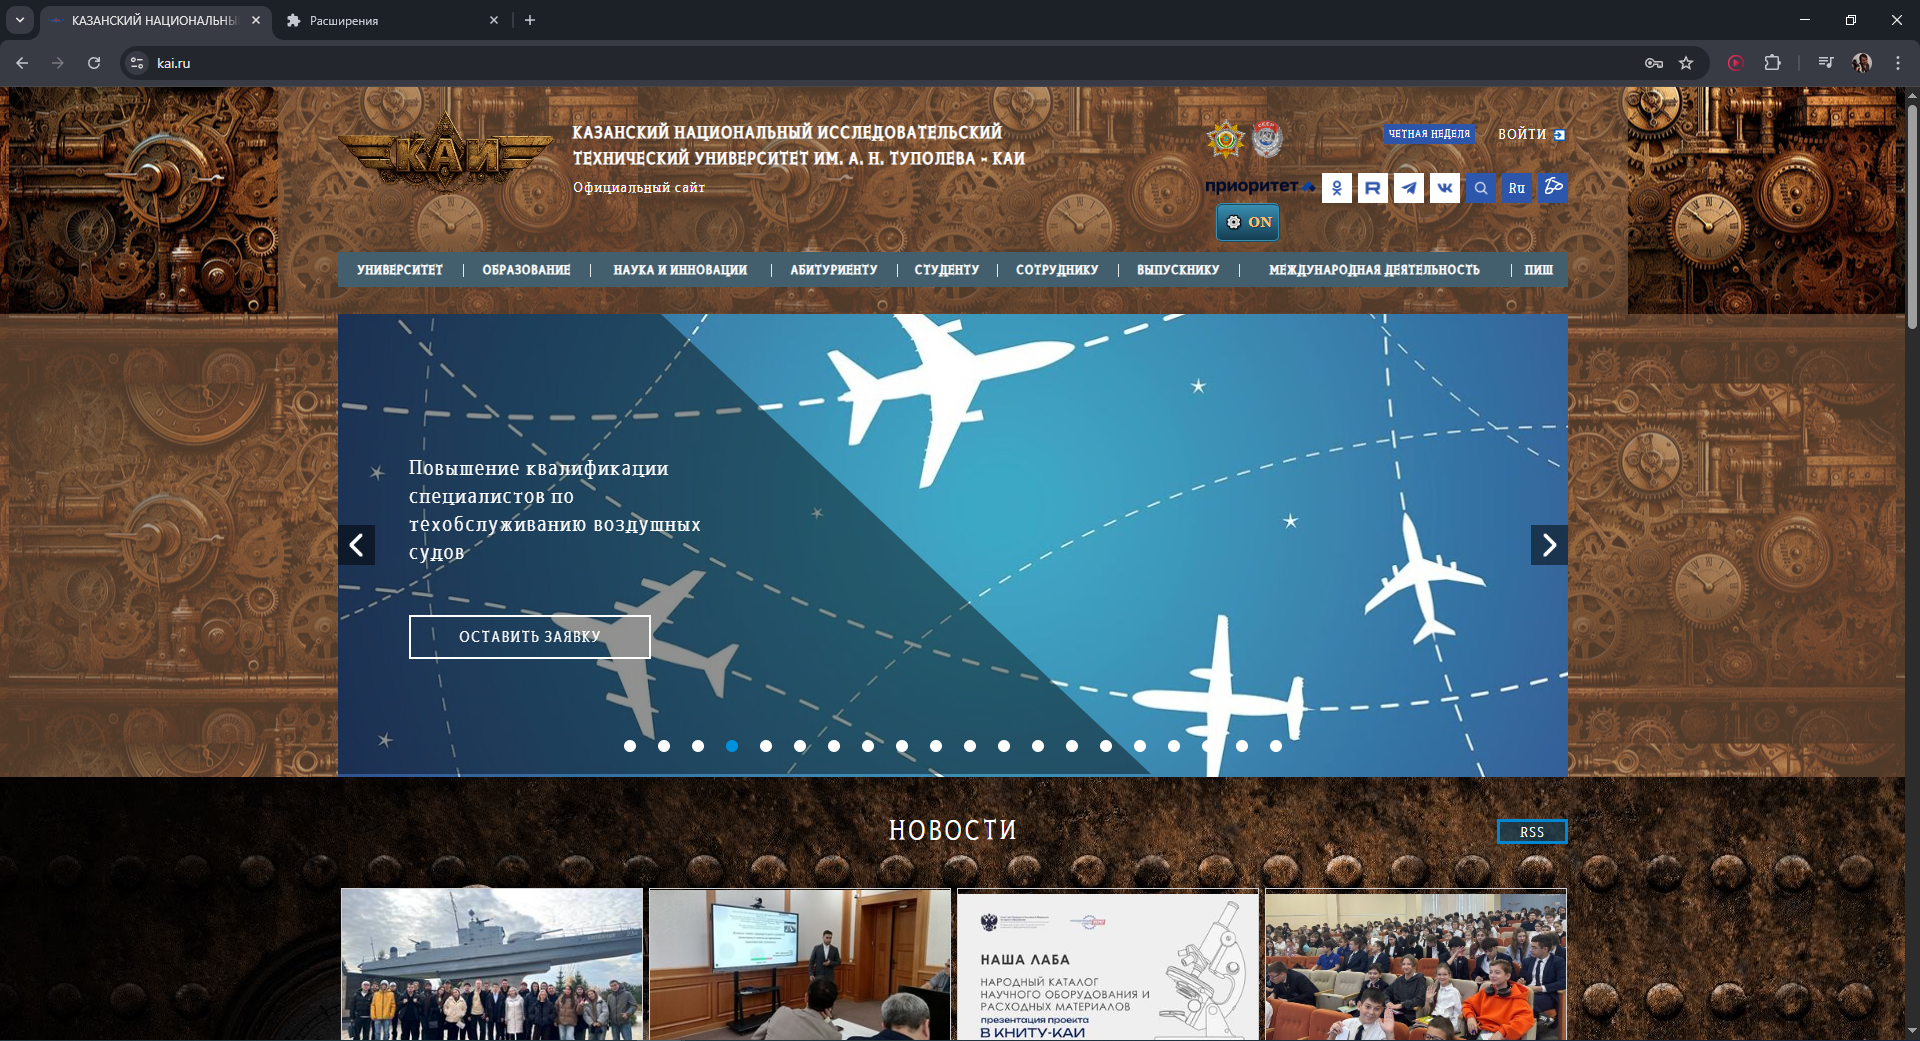 КАЗАНСКИЙ НАЦИОНАЛЬНЫ
Расширения
kai.ru
КАИ
КАЗАНСКИЙ НАЦИОНАЛЬНЫЙ ИССЛЕДОВАТЕЛЬСКИЙ
ТЕХНИЧЕСКИЙ УНИВЕРСИТЕТ ИМ. А. Н. ТУПОЛЕВА - КАИ
Официальный сайт
ЧЕТНАЯ НЕДЕЛЯ
ВОЙТИ
приоритет
Ru
ON
УНИВЕРСИТЕТ
ОБРАЗОВАНИЕ
НАУКА И ИННОВАЦИИ
АБИТУРИЕНТУ
СТУДЕНТУ
СОТРУДНИКУ
ВЫПУСКНИКУ
МЕЖДУНАРОДНАЯ ДЕЯТЕЛЬНОСТЬ
ПИШ
Повышение квалификации
специалистов по
техобслуживанию воздушных
судов
ОСТАВИТЬ ЗАЯВКУ
НОВОСТИ
RSS
НАША ЛАБА
НАРОДНЫЙ КАТАЛОГ
НАУЧНОГО ОБОРУДОВАНИЯ И
РАСХОДНЫХ МАТЕРИАЛОВ
презентация проекта
В КНИТУ-КАИ